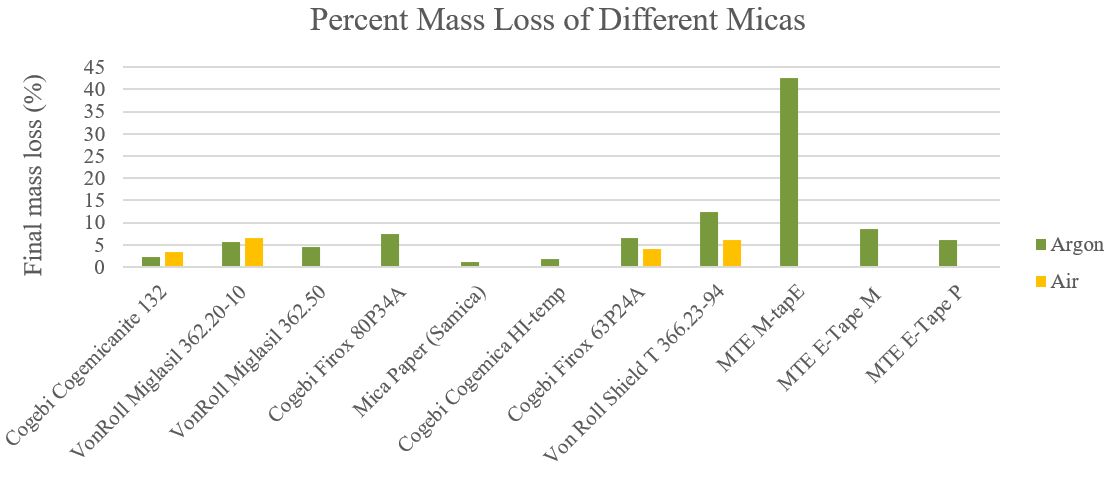 Percent Mass Loss of Different Micas
Final mass loss (%)
45
40
35
30
25
20
15
10
5
0
Cogebi Cogemicanite 132
VonRoll Miglasil 362.20-10
VonRoll Miglasil 362.50
Cogebi Firox 80P34A
Mica Paper (Samica)
Cogebi Cogemica HI-temp
Cogebi Firox 63P24A
Von Roll Shield T 366.23-94
MTE M-tapE
MTE E-Tape M
MTE E-Tape P
Argon
Air